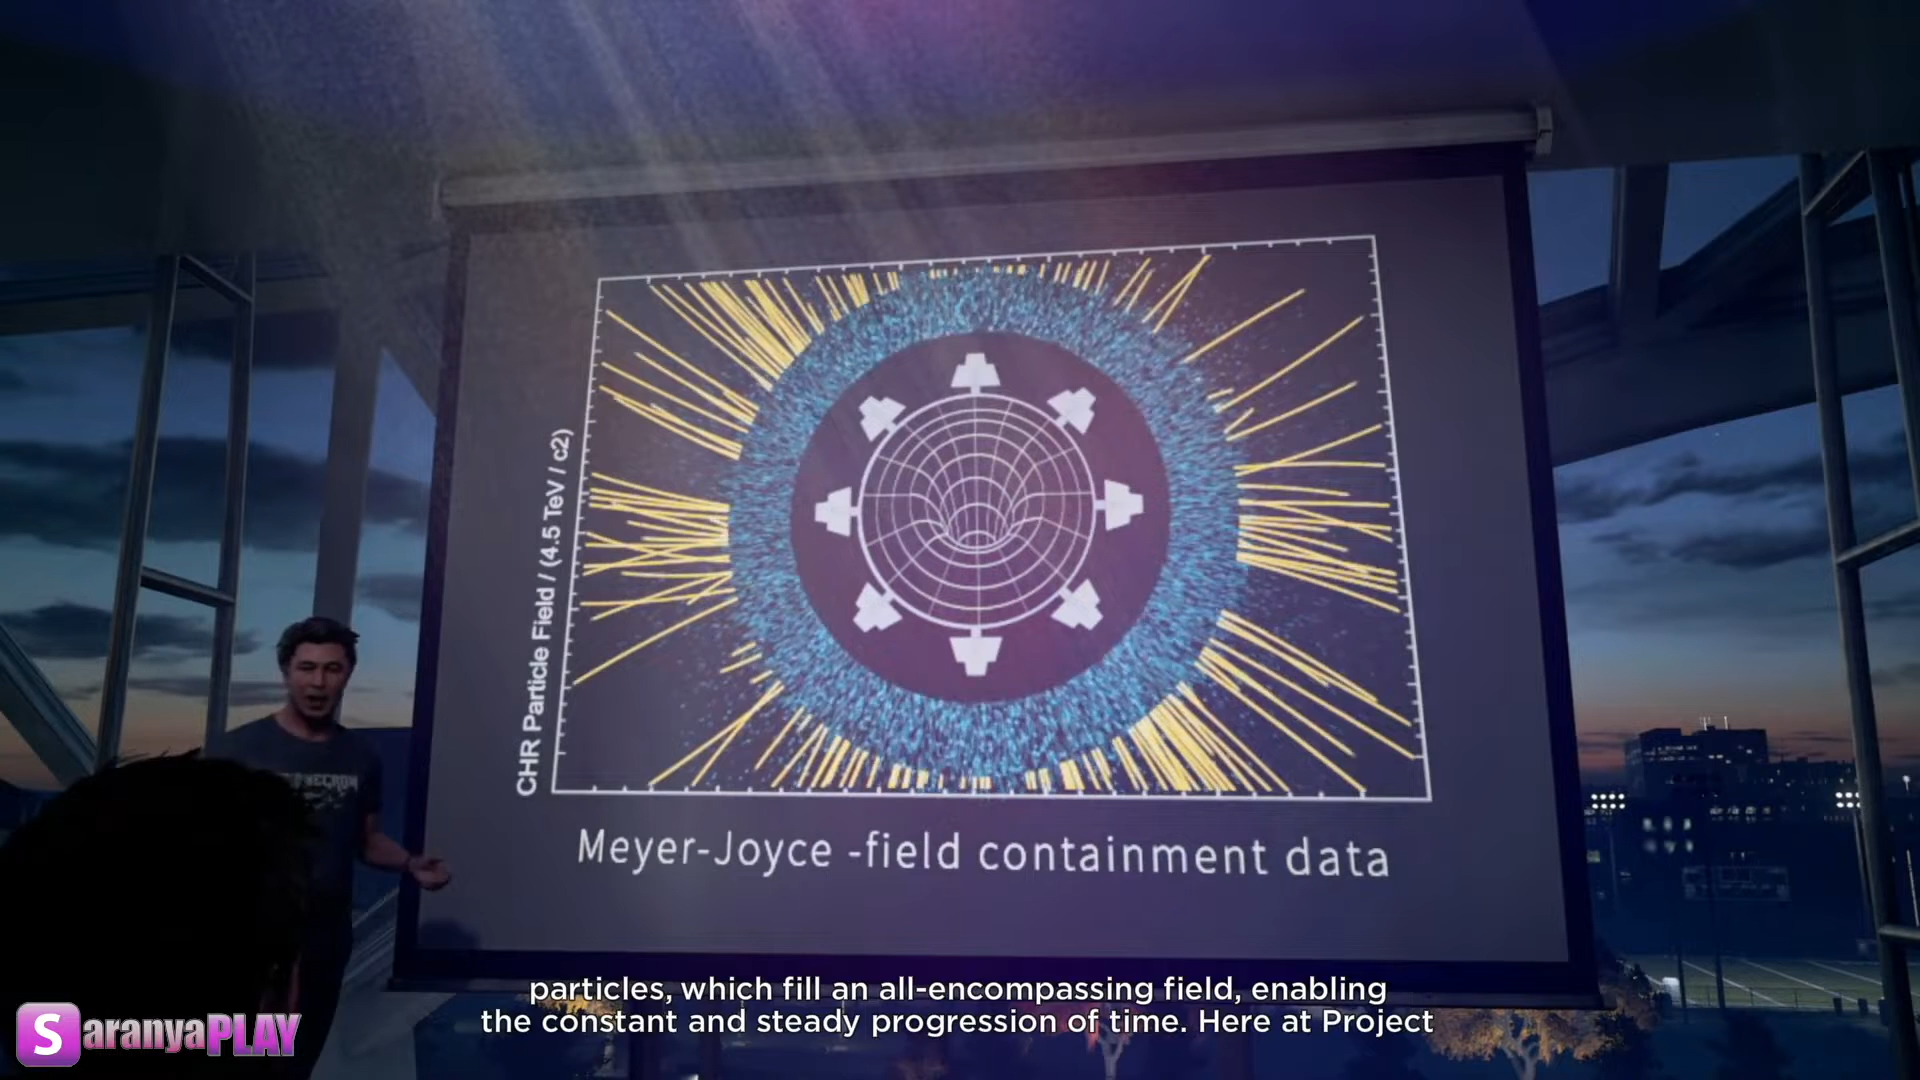 CHR Particle Field / (4.5 TeV / c2)
Meyer-Joyce -field containment data
particles, which fill an all-encompassing field, enabling
the constant and steady progression of time. Here at Project
SaranyaPLAY